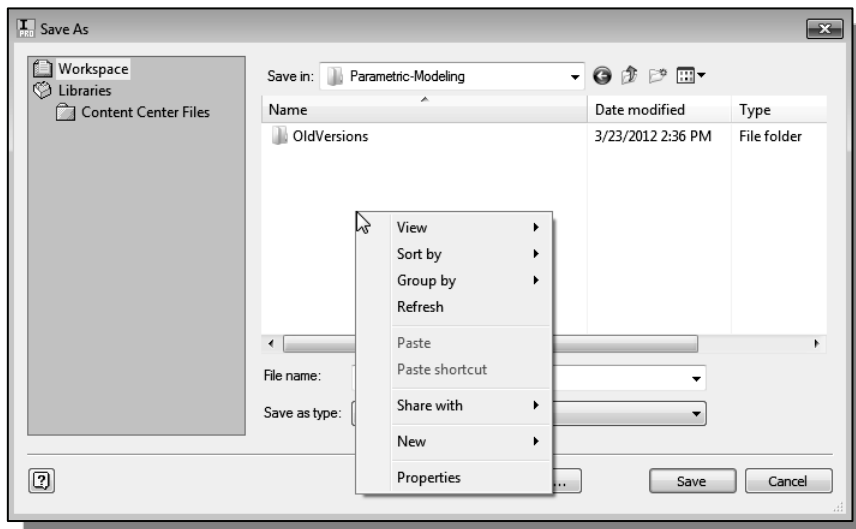 I PRO Save As
Workspace
Libraries
Content Center Files
Save in: Parametric-Modeling
Name Date modified Type
OldVersions 3/23/2012 2:36 PM File folder
View
Sort by
Group by
Refresh
Paste
File name:
Paste shortcut
Save as type:
Share with
New
Properties
... Save Cancel